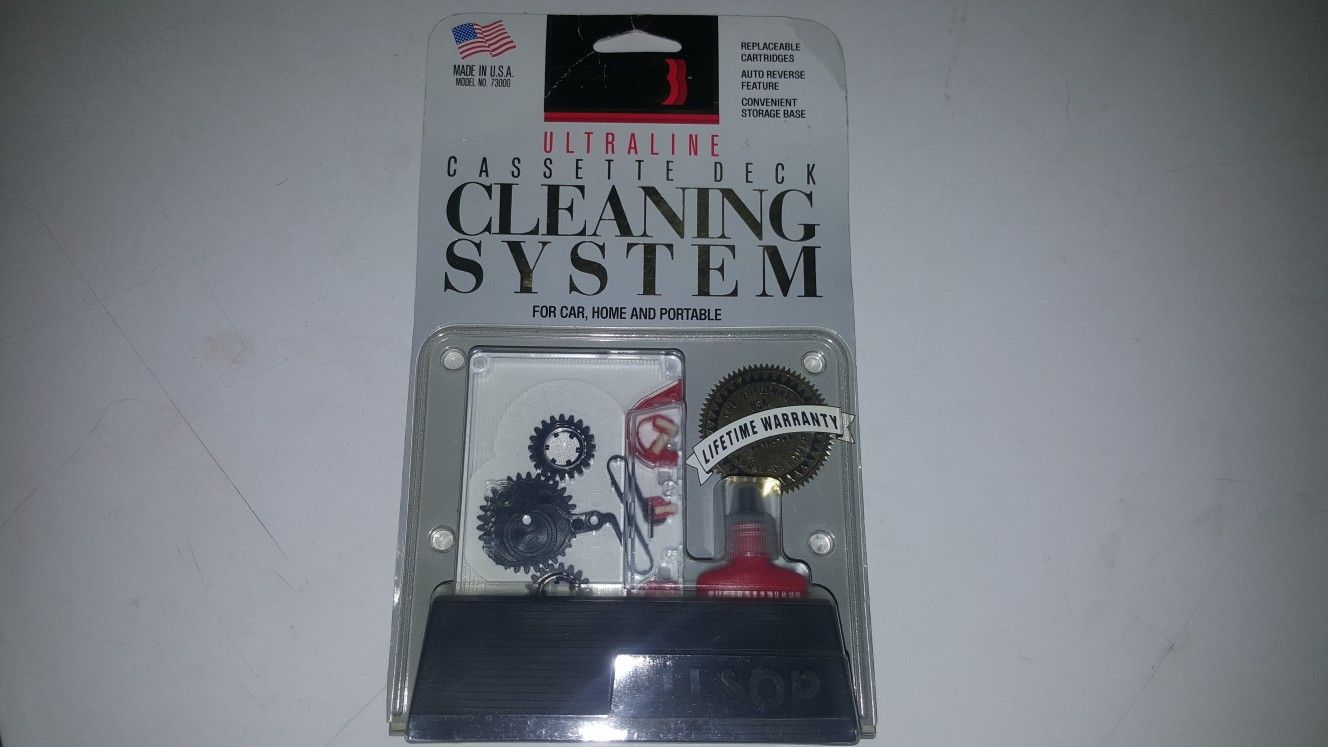 MADE IN U.S.A.
MODEL NO. 73000
REPLACEABLE
CARTRIDGES
AUTO REVERSE
FEATURE
CONVENIENT
STORAGE BASE
ULTRALINE
CASSETTE DECK
CLEANING
SYSTEM
FOR CAR, HOME AND PORTABLE
LIFETIME WARRANTY